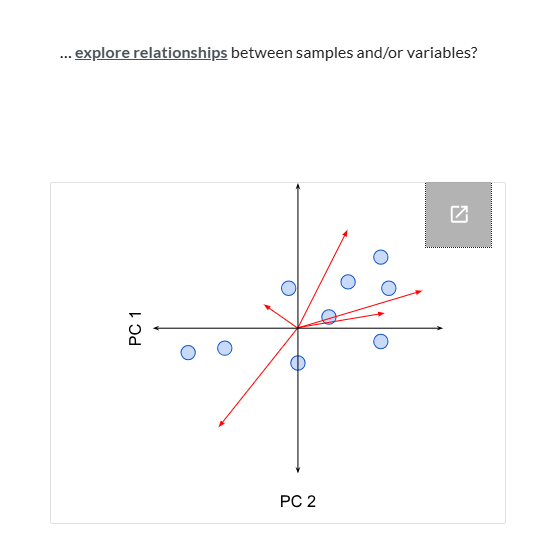 ... explore relationships between samples and/or variables?
PC 1
PC 2